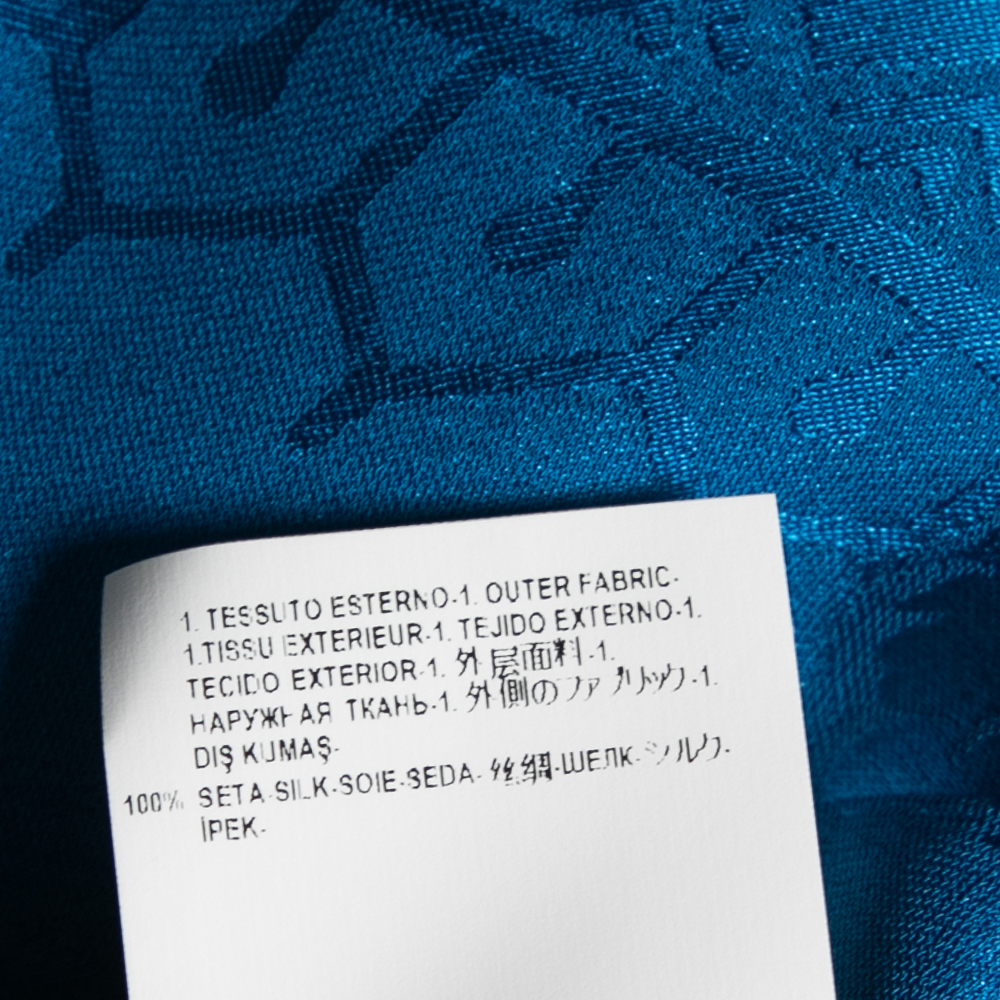 1. TESSUTO ESTERNO-1. OUTER FABRIC-
1.TISSU EXTERIEUR-1. TEJIDO EXTERNO-1.
TECIDO EXTERIOR-1. 外层面料-1.
НАРУЖНАЯ ТКАНЬ-1. 外側のファブリック-1.
DIŞ KUMAŞ-
100% SETA-SILK-SOIE-SEDA- 丝绸-ШЕЛК-シルク-
İPEK-